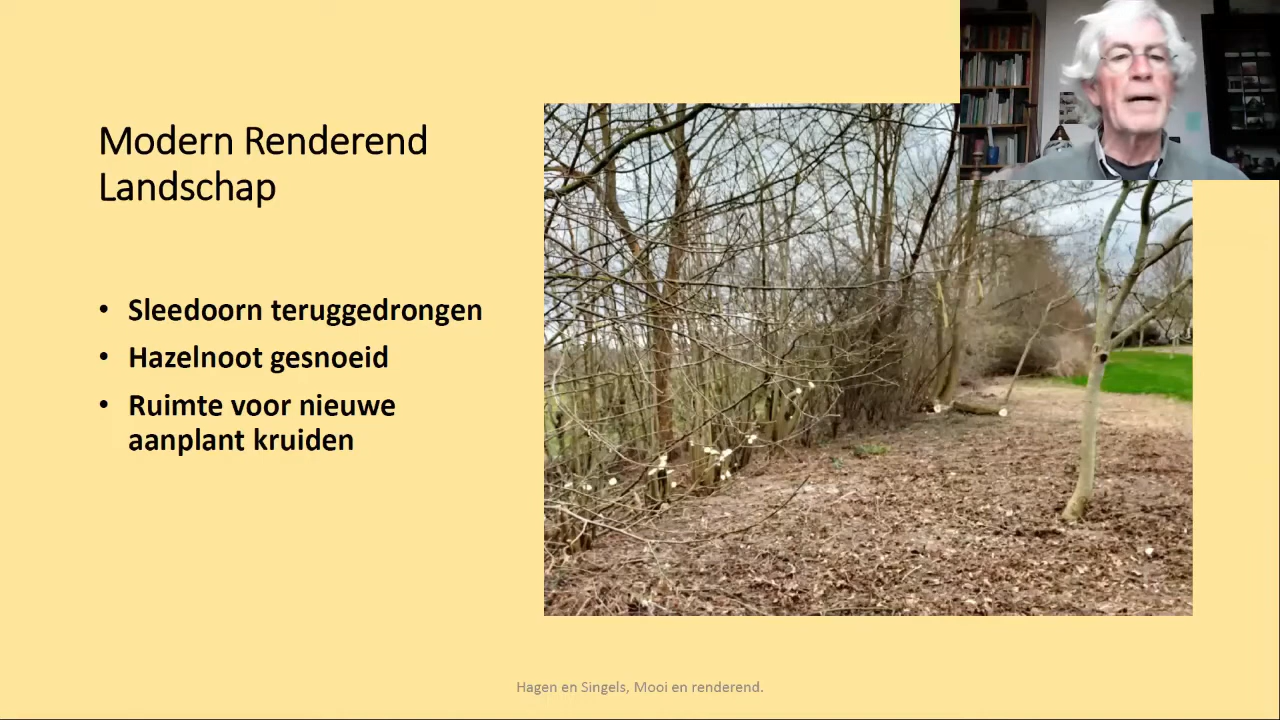 Modern Renderend
Landschap
• Sleedoorn teruggedrongen
• Hazelnoot gesnoeid
• Ruimte voor nieuwe
aanplant kruiden
Hagen en Singels, Mooi en renderend.